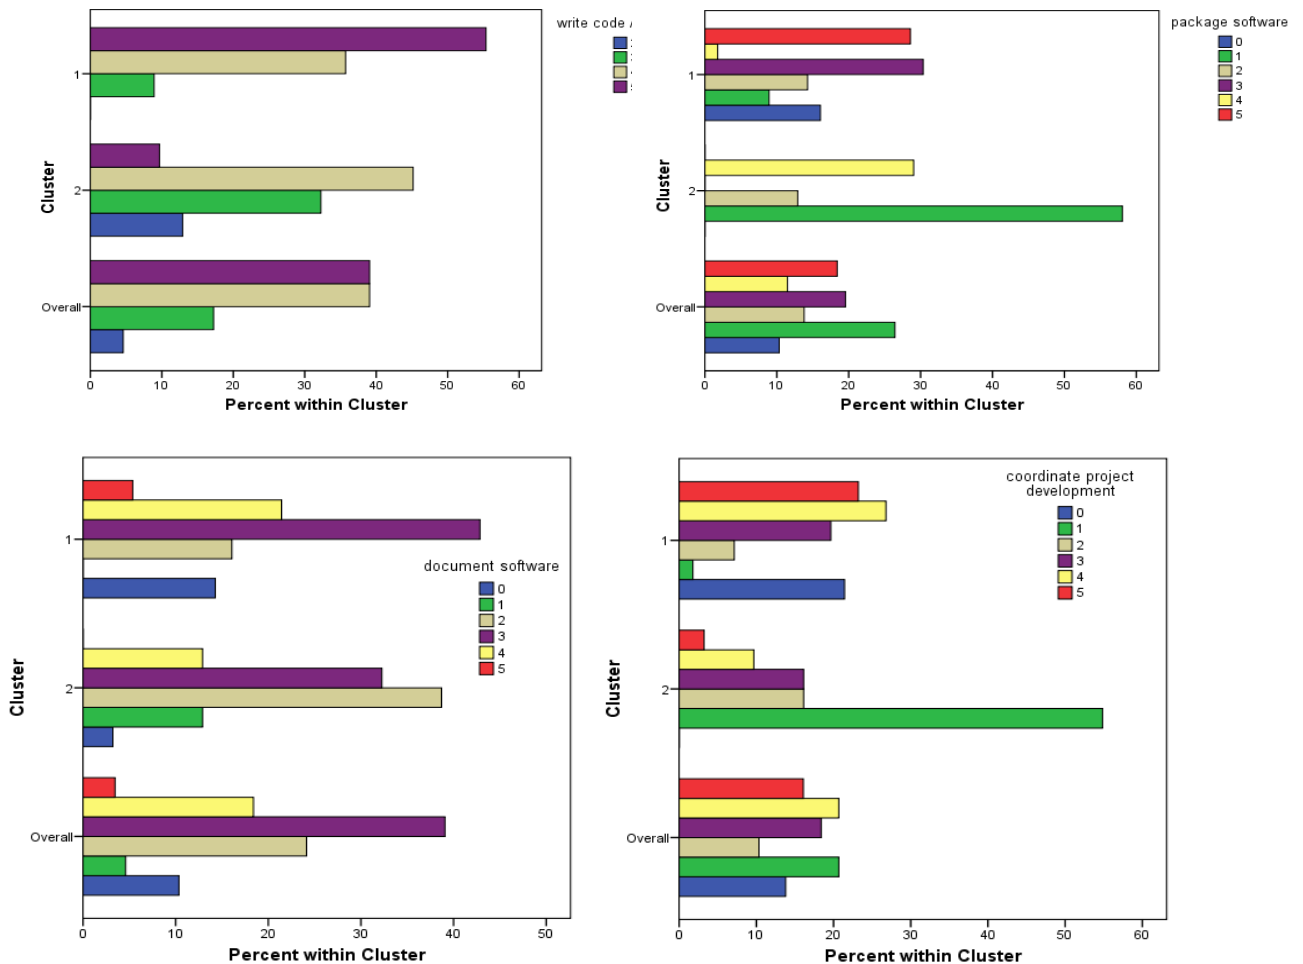 write code /
1
2
Overall
Cluster
0 10 20 30 40 50 60
Percent within Cluster
package software
0
1
2
3
4
5
1
2
Overall
Cluster
0 10 20 30 40 50 60
Percent within Cluster
document software
0
1
2
3
4
5
1
2
Overall
Cluster
0 10 20 30 40 50
Percent within Cluster
coordinate project
development
0
1
2
3
4
5
1
2
Overall
Cluster
0 10 20 30 40 50 60
Percent within Cluster